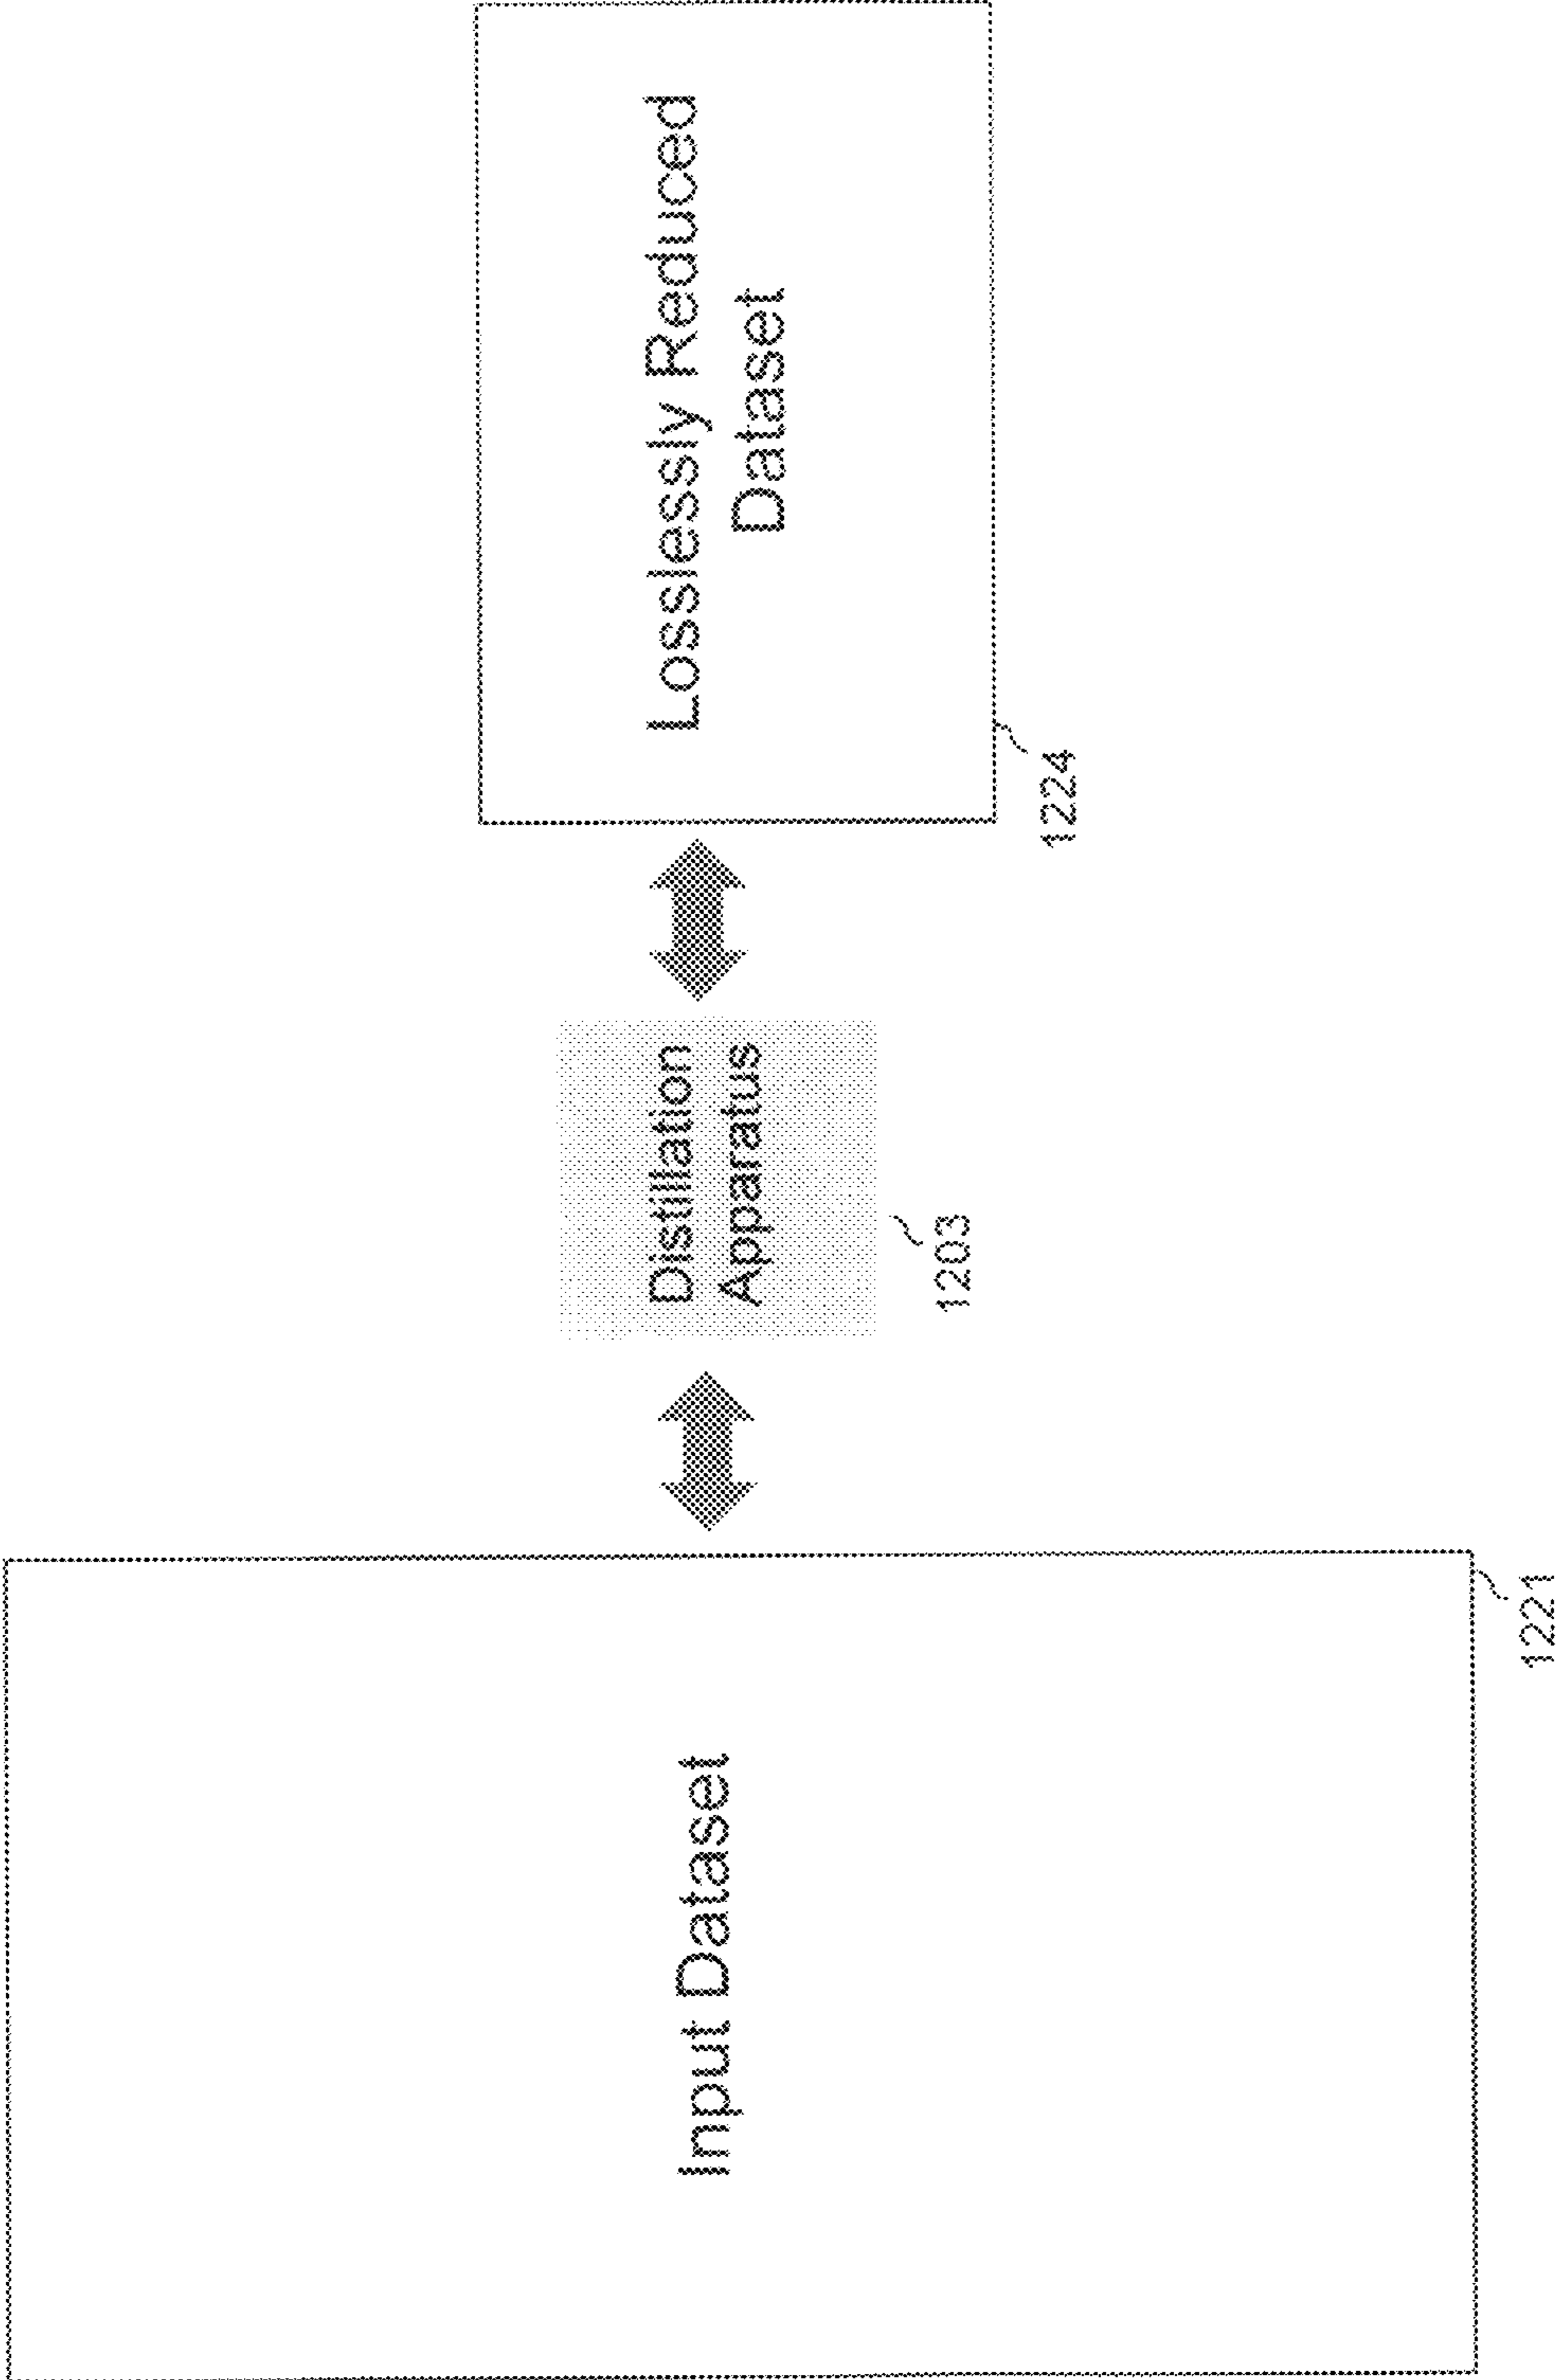 Input Dataset
1221
Distillation
Apparatus
1203
Losslessly Reduced
Dataset
1224